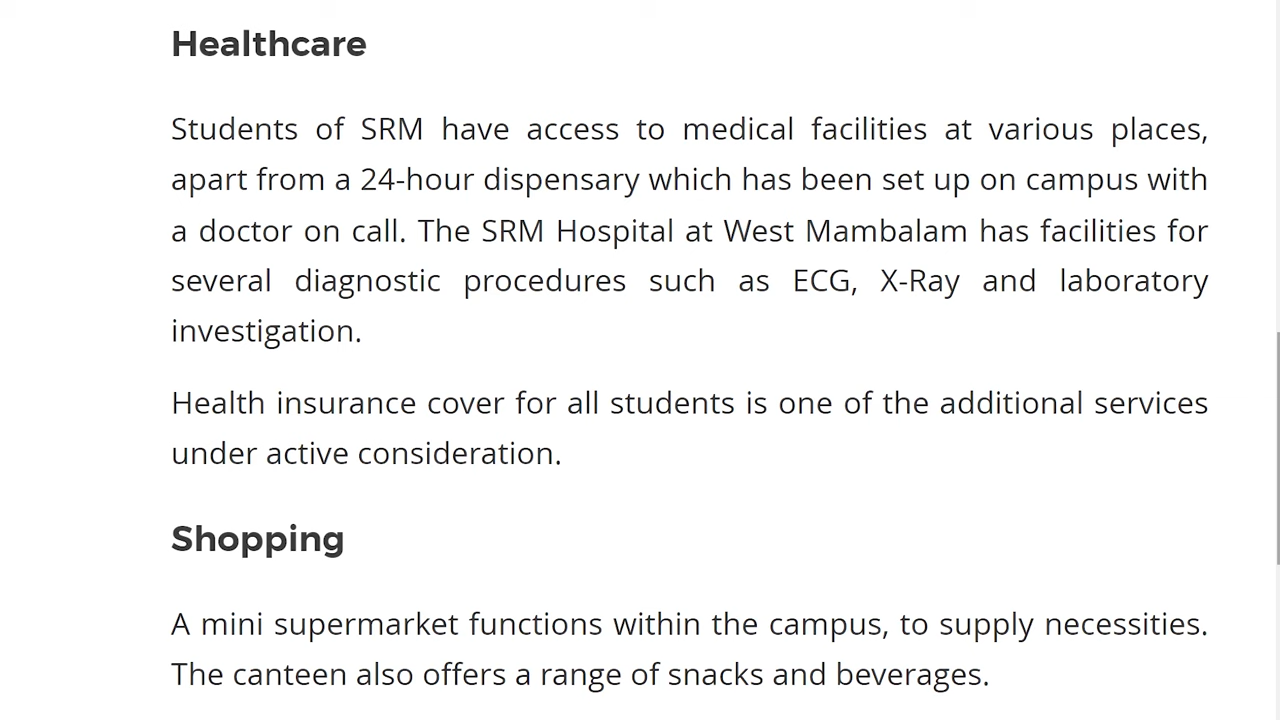 Healthcare
Students of SRM have access to medical facilities at various places,
apart from a 24-hour dispensary which has been set up on campus with
a doctor on call. The SRM Hospital at West Mambalam has facilities for
several diagnostic procedures such as ECG, X-Ray and laboratory
investigation.
Health insurance cover for all students is one of the additional services
under active consideration.
Shopping
A mini supermarket functions within the campus, to supply necessities.
The canteen also offers a range of snacks and beverages.